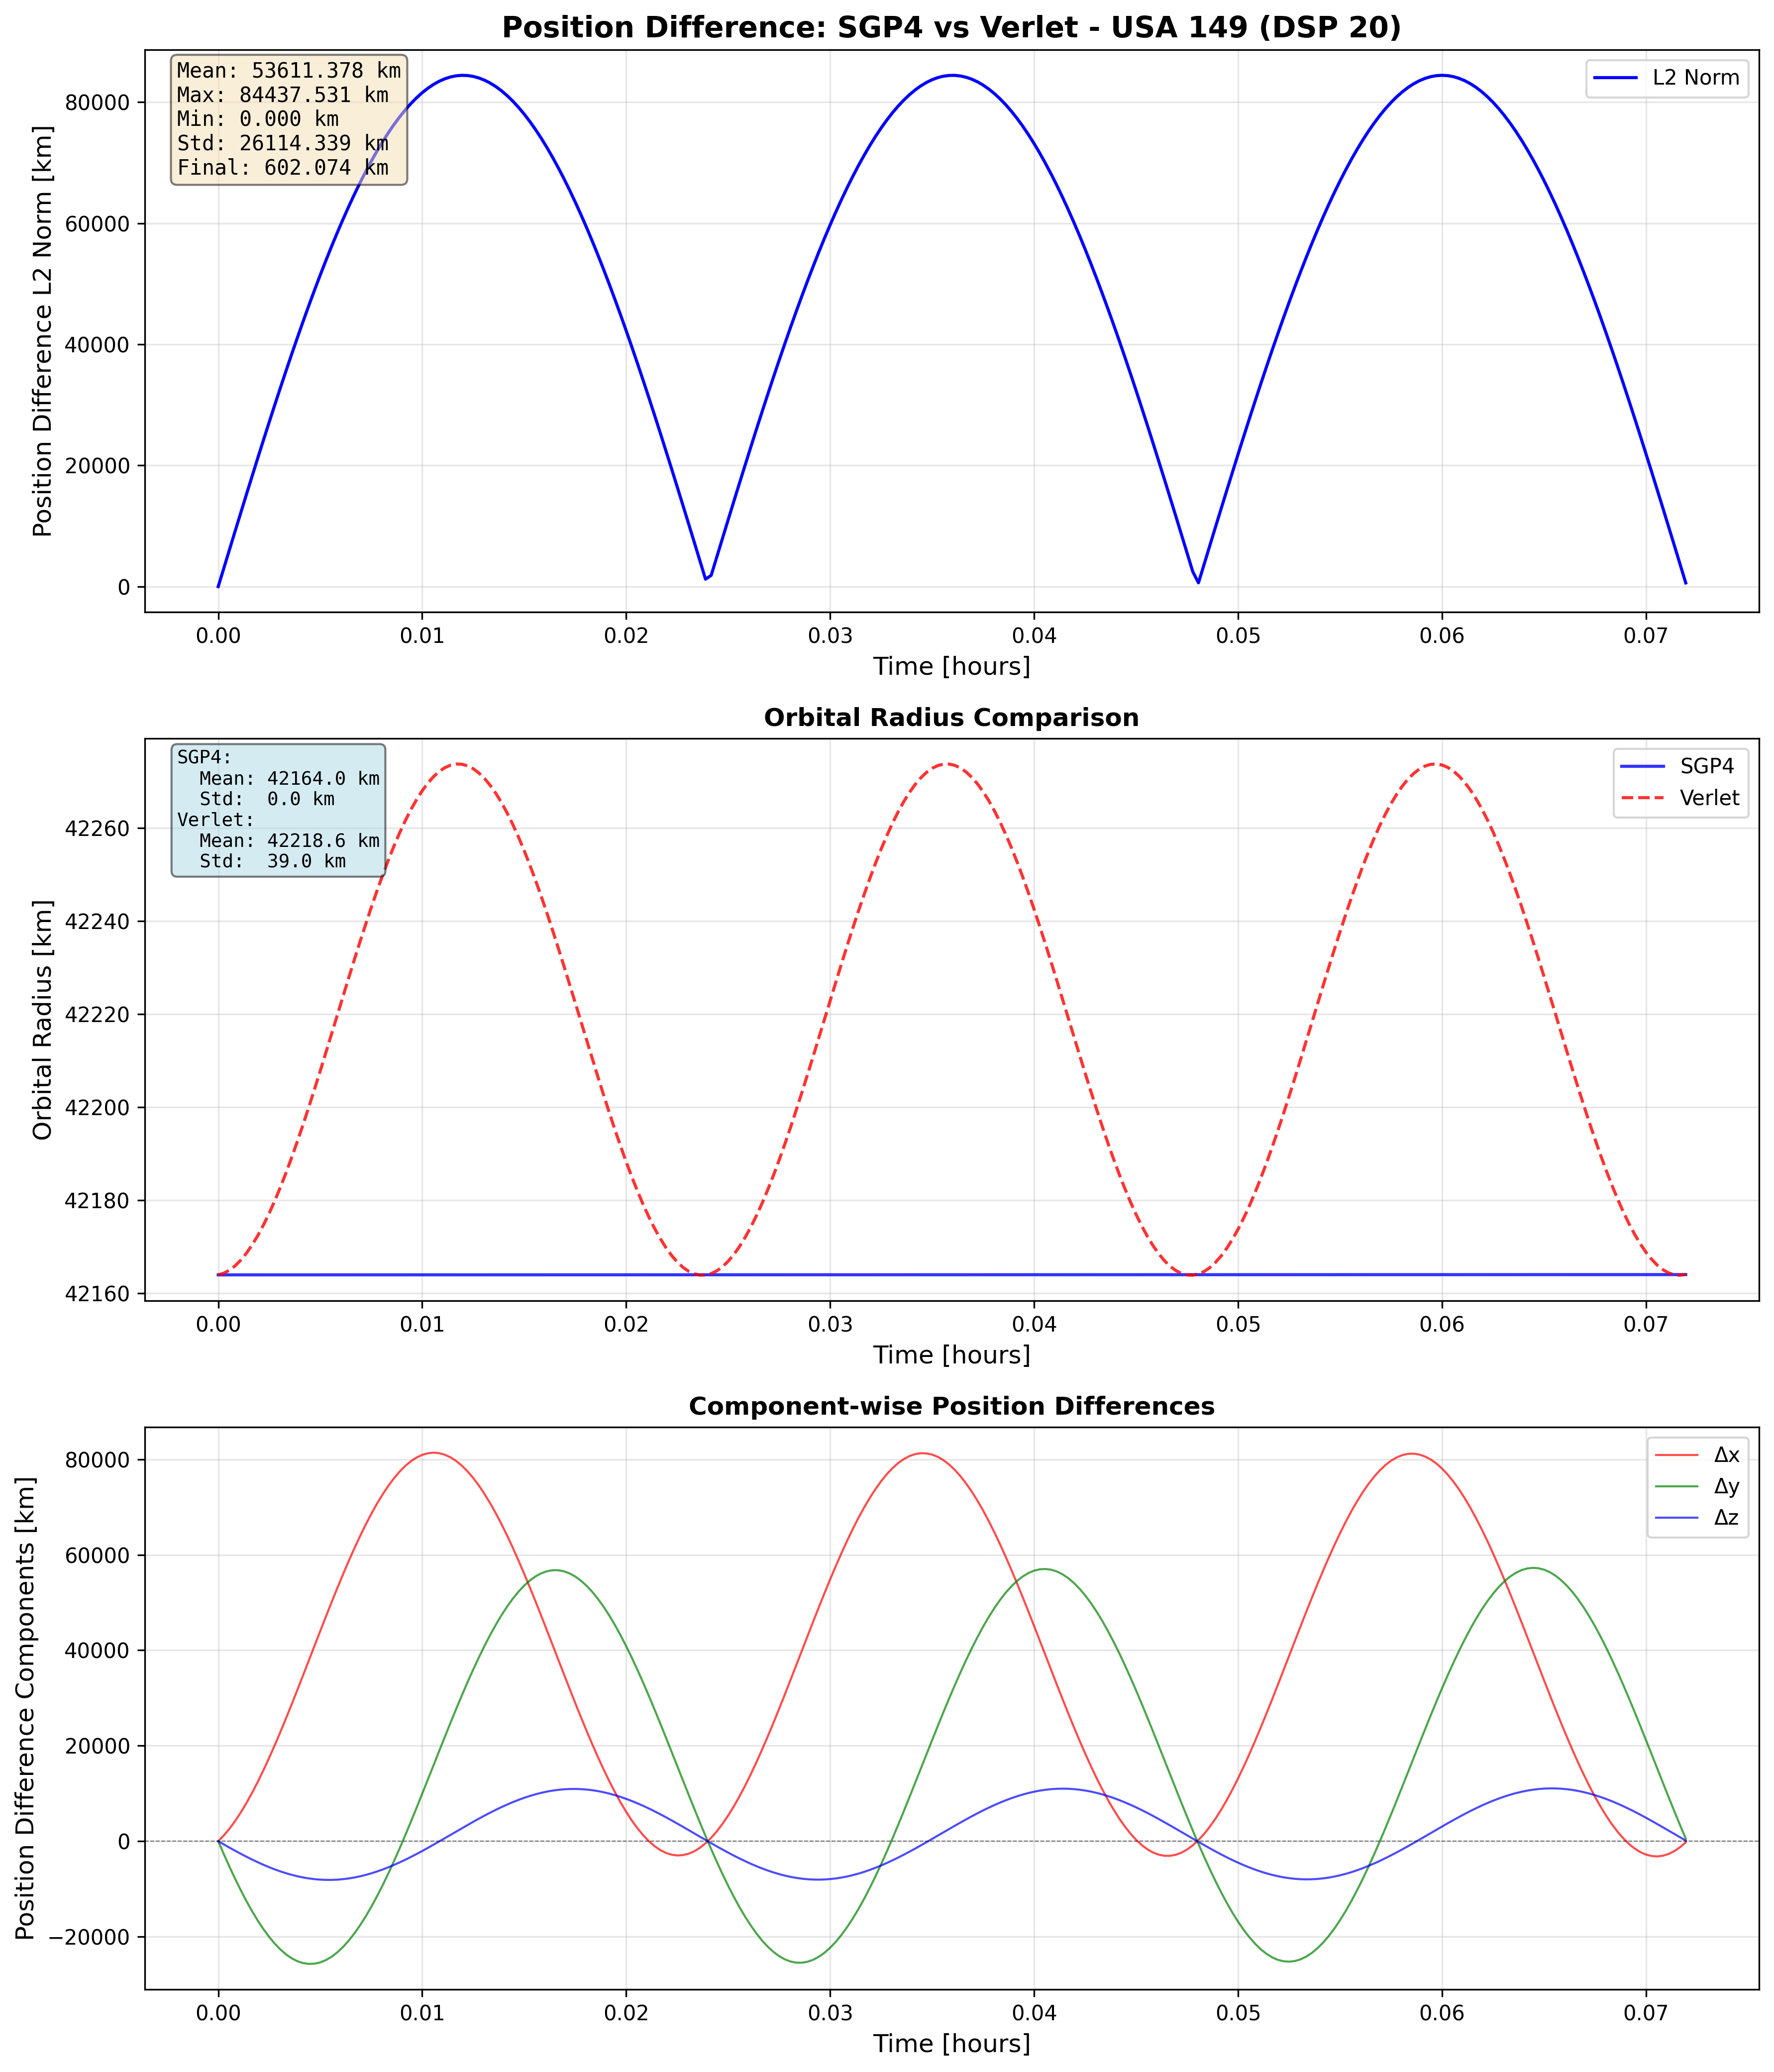 Position Difference: SGP4 vs Verlet - USA 149 (DSP 20)
Mean: 53611.378 km
Max: 84437.531 km
Min: 0.000 km
Std: 26114.339 km
Final: 602.074 km
L2 Norm
Position Difference L2 Norm [km]
80000
60000
40000
20000
0
0.00 0.01 0.02 0.03 0.04 0.05 0.06 0.07
Time [hours]
Orbital Radius Comparison
SGP4:
Mean: 42164.0 km
Std: 0.0 km
Verlet:
Mean: 42218.6 km
Std: 39.0 km
SGP4
Verlet
Orbital Radius [km]
42260
42240
42220
42200
42180
42160
0.00 0.01 0.02 0.03 0.04 0.05 0.06 0.07
Time [hours]
Component-wise Position Differences
Δx
Δy
Δz
Position Difference Components [km]
80000
60000
40000
20000
0
−20000
0.00 0.01 0.02 0.03 0.04 0.05 0.06 0.07
Time [hours]